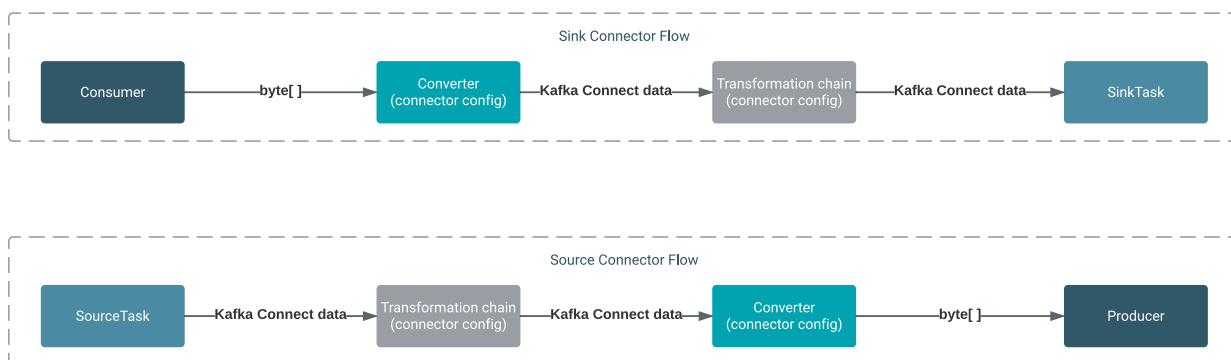 Sink Connector Flow
Consumer
byte[ ]
Converter
(connector config)
Kafka Connect data
Transformation chain
(connector config)
Kafka Connect data
SinkTask
Source Connector Flow
SourceTask
Kafka Connect data
Transformation chain
(connector config)
Kafka Connect data
Converter
(connector config)
byte[ ]
Producer